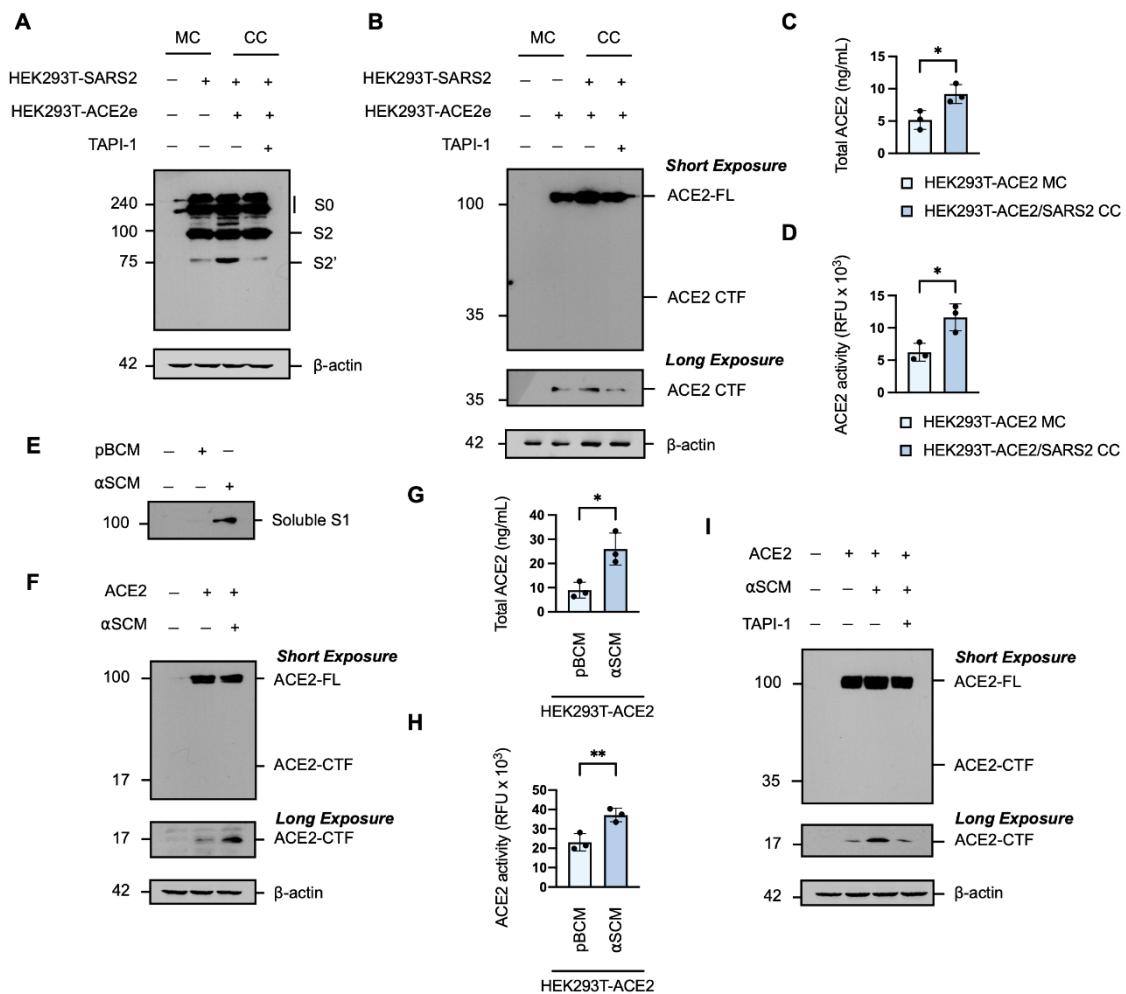 A
MC CC
HEK293T-SARS2 – + + +
HEK293T-ACE2e – – + +
TAPI-1 – – – +
240
100
75
S0
S2
S2’
42
β-actin
B
MC CC
HEK293T-SARS2 – – + +
HEK293T-ACE2e – + + +
TAPI-1 – – – +
Short Exposure
100
ACE2-FL
ACE2 CTF
35
Long Exposure
ACE2 CTF
35
42
β-actin
C
Total ACE2 (ng/mL)
15
10
5
0
*
HEK293T-ACE2 MC
HEK293T-ACE2/SARS2 CC
D
ACE2 activity (RFU x 10³)
15
10
5
0
*
HEK293T-ACE2 MC
HEK293T-ACE2/SARS2 CC
E
pBCM – + –
αSCM – – +
100
Soluble S1
F
ACE2 – + +
αSCM – – +
Short Exposure
100
ACE2-FL
ACE2-CTF
17
Long Exposure
17
ACE2-CTF
42
β-actin
G
Total ACE2 (ng/mL)
40
30
20
10
0
*
pBCM
αSCM
HEK293T-ACE2
H
ACE2 activity (RFU x 10³)
50
40
30
20
10
0
**
pBCM
αSCM
HEK293T-ACE2
I
ACE2 – + + +
αSCM – – + +
TAPI-1 – – – +
Short Exposure
100
ACE2-FL
ACE2-CTF
35
Long Exposure
17
ACE2-CTF
42
β-actin